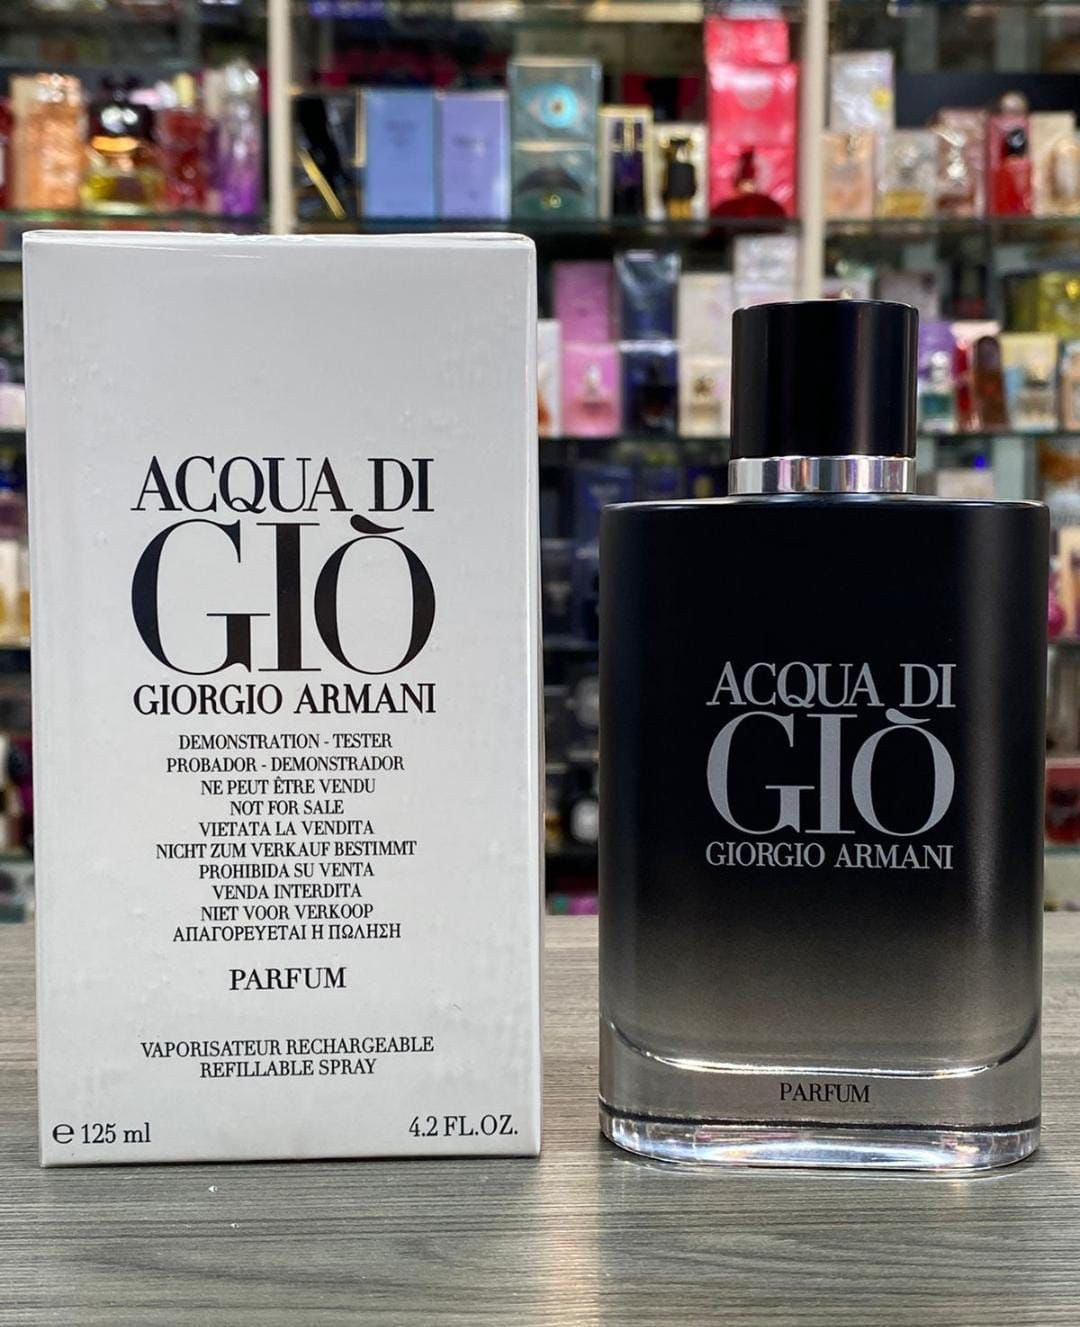 ACQUA DI
GIÒ
GIORGIO ARMANI
DEMONSTRATION - TESTER
PROBADOR - DEMONSTRADOR
NE PEUT ÊTRE VENDU
NOT FOR SALE
VIETATA LA VENDITA
NICHT ZUM VERKAUF BESTIMMT
PROHIBIDA SU VENTA
VENDA INTERDITA
NIET VOOR VERKOOP
ΑΠΑΓΟΡΕΥΕΤΑΙ Η ΠΩΛΗΣΗ
PARFUM
VAPORISATEUR RECHARGEABLE
REFILLABLE SPRAY
℮ 125 ml
4.2 FL.OZ.
ACQUA DI
GIÒ
GIORGIO ARMANI
PARFUM